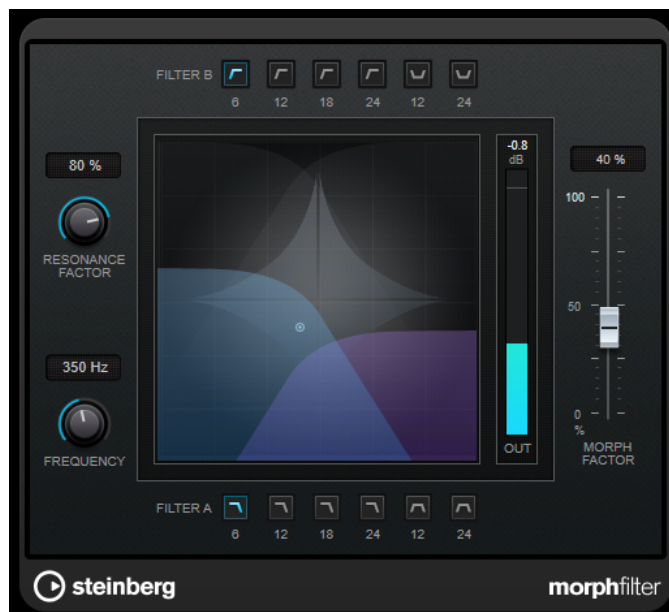 FILTER B
6 12 18 24 12 24
80 %
RESONANCE
FACTOR
350 Hz
FREQUENCY
-0.8
dB
OUT
40 %
100
50
0
%
MORPH
FACTOR
FILTER A
6 12 18 24 12 24
steinberg
morphfilter